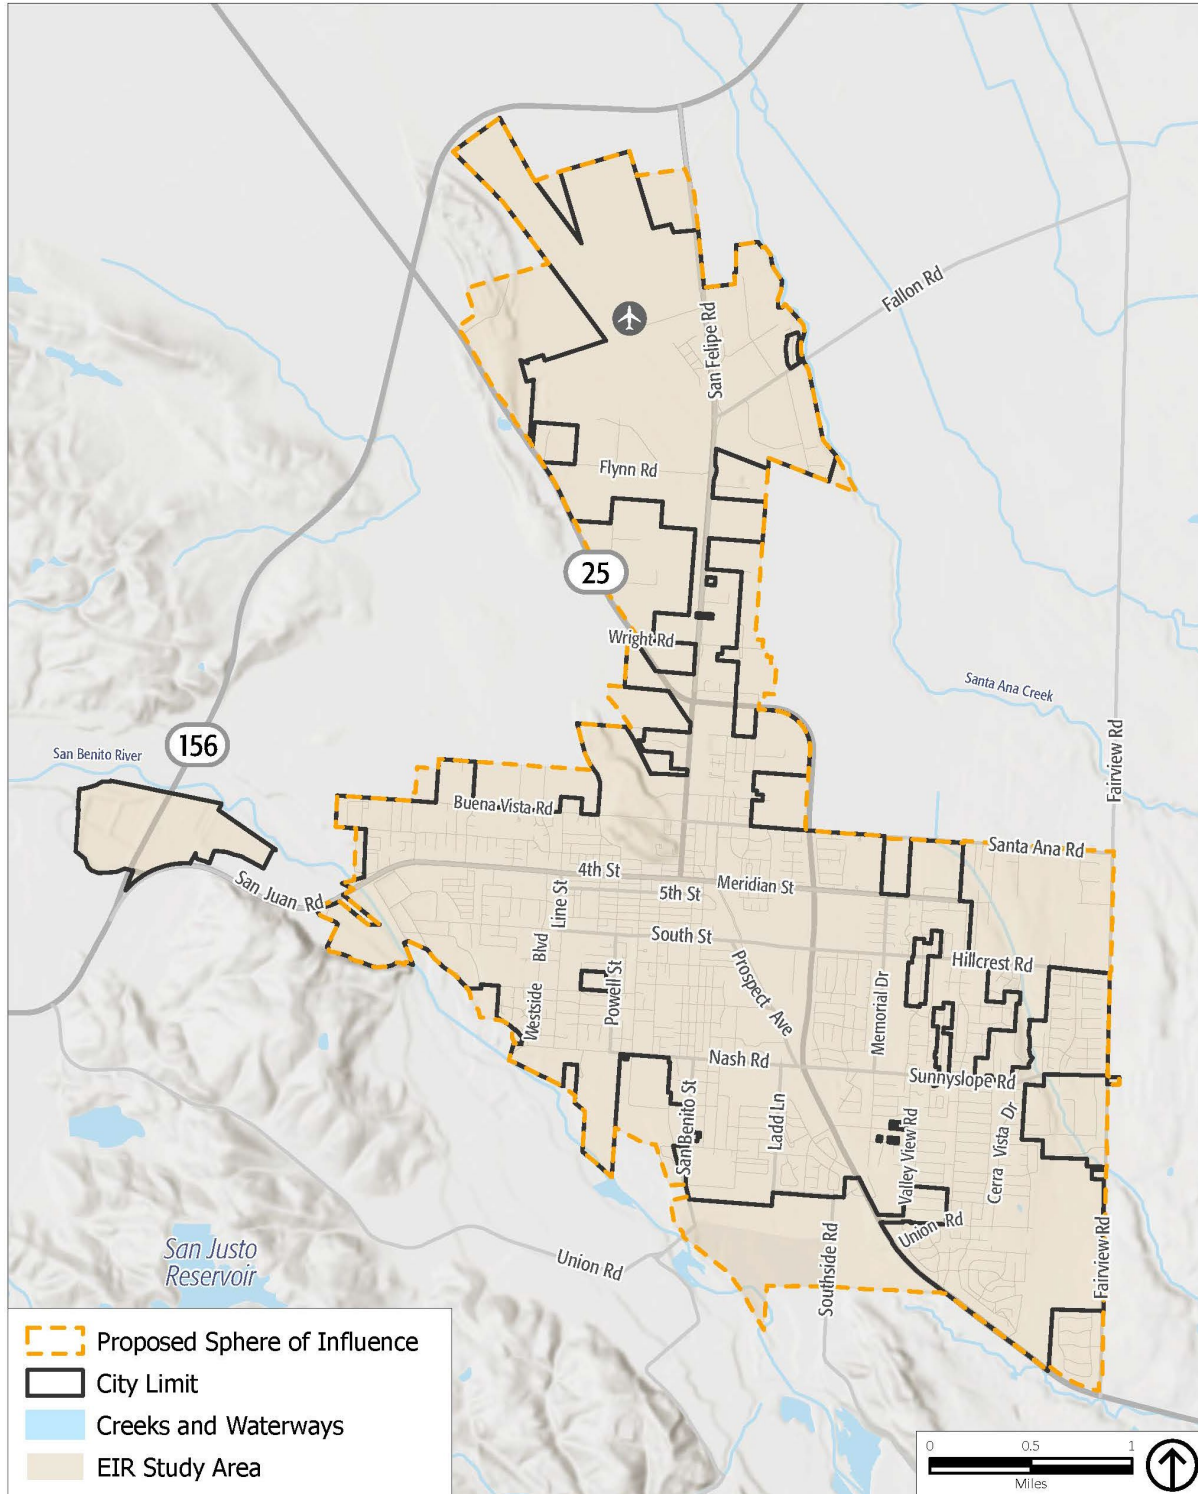 Fallon Rd
San Felipe Rd
Flynn Rd
25
Wright Rd
Santa Ana Creek
156
San Benito River
Fairview Rd
Buena Vista Rd
Santa Ana Rd
4th St
Meridian St
5th St
San Juan Rd
Line St
South St
Hillcrest Rd
Westside Blvd
Powell St
Prospect Ave
Memorial Dr
Nash Rd
Sunnyslope Rd
San Benito St
Ladd Ln
Valley View Rd
Cerra Vista Dr
Union Rd
San Justo
Reservoir
Union Rd
Southside Rd
Fairview Rd
Proposed Sphere of Influence
City Limit
Creeks and Waterways
EIR Study Area
0 0.5 1
Miles